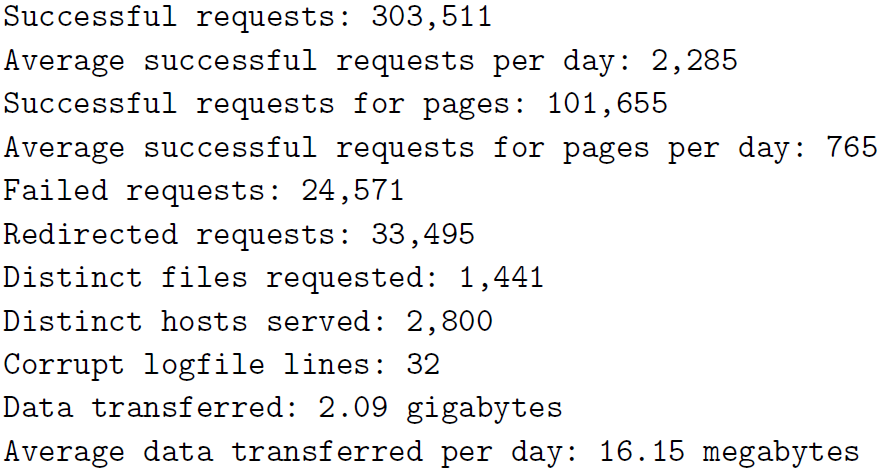 Successful requests: 303,511
Average successful requests per day: 2,285
Successful requests for pages: 101,655
Average successful requests for pages per day: 765
Failed requests: 24,571
Redirected requests: 33,495
Distinct files requested: 1,441
Distinct hosts served: 2,800
Corrupt logfile lines: 32
Data transferred: 2.09 gigabytes
Average data transferred per day: 16.15 megabytes